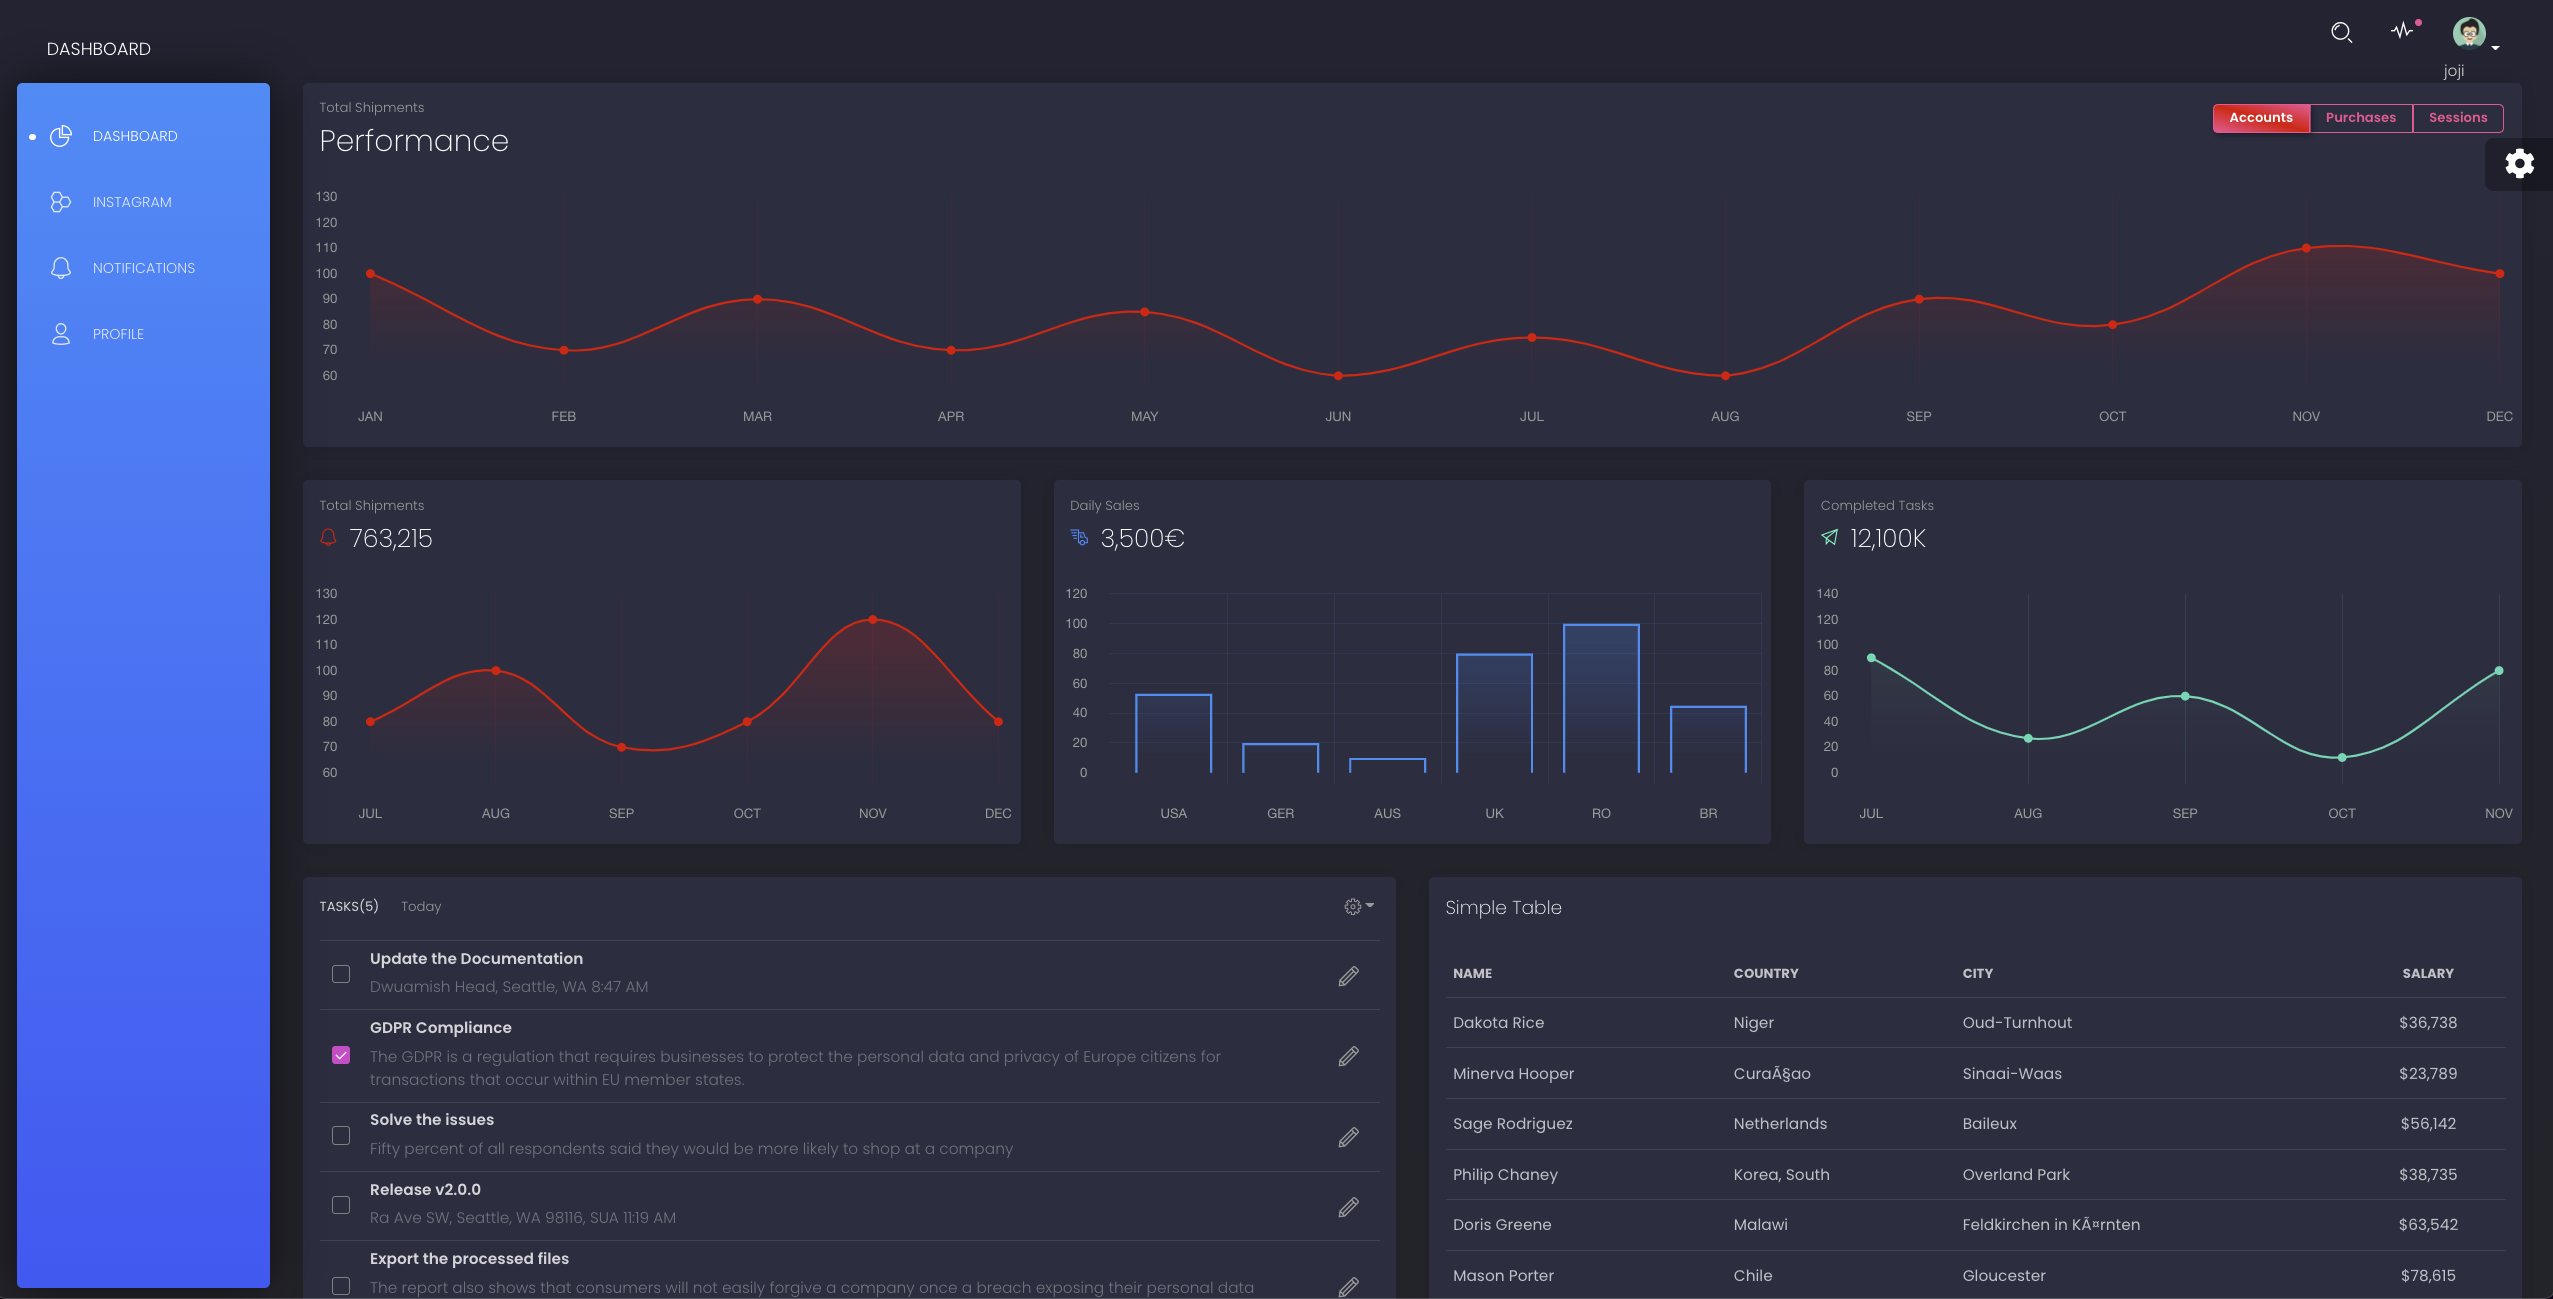 DASHBOARD
joji
DASHBOARD
INSTAGRAM
NOTIFICATIONS
PROFILE
Total Shipments
Performance
Accounts Purchases Sessions
130
120
110
100
90
80
70
60
JAN FEB MAR APR MAY JUN JUL AUG SEP OCT NOV DEC
Total Shipments
763,215
130
120
110
100
90
80
70
60
JUL AUG SEP OCT NOV DEC
Daily Sales
3,500€
120
100
80
60
40
20
0
USA GER AUS UK RO BR
Completed Tasks
12,100K
140
120
100
80
60
40
20
0
JUL AUG SEP OCT NOV
TASKS(5) Today
Update the Documentation
Dwuamish Head, Seattle, WA 8:47 AM
GDPR Compliance
The GDPR is a regulation that requires businesses to protect the personal data and privacy of Europe citizens for
transactions that occur within EU member states.
Solve the issues
Fifty percent of all respondents said they would be more likely to shop at a company
Release v2.0.0
Ra Ave SW, Seattle, WA 98116, SUA 11:19 AM
Export the processed files
The report also shows that consumers will not easily forgive a company once a breach exposing their personal data
Simple Table
NAME COUNTRY CITY SALARY
Dakota Rice Niger Oud-Turnhout $36,738
Minerva Hooper CuraÃ§ao Sinaai-Waas $23,789
Sage Rodriguez Netherlands Baileux $56,142
Philip Chaney Korea, South Overland Park $38,735
Doris Greene Malawi Feldkirchen in KÃ¤rnten $63,542
Mason Porter Chile Gloucester $78,615